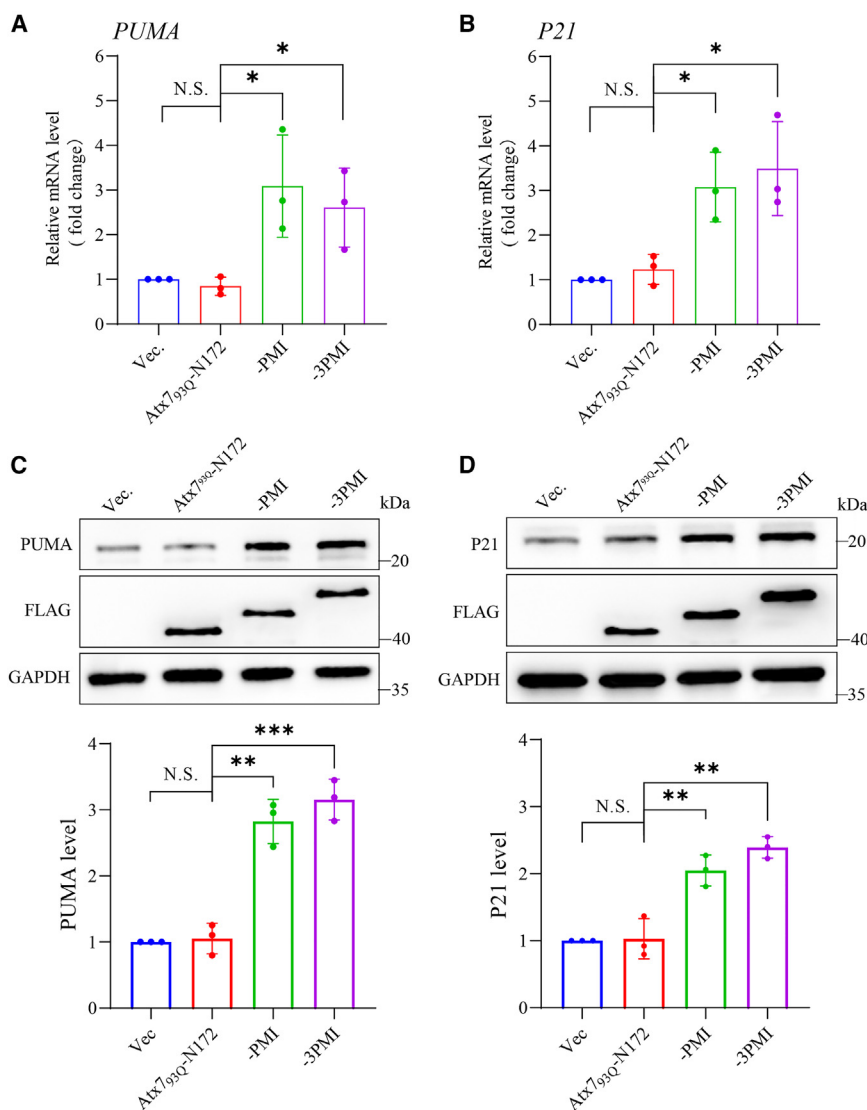 A
PUMA
Relative mRNA level
( fold change)
6
5
4
3
2
1
0
N.S.
*
*
Vec.
Atx7₉₃Q-N172
-PMI
-3PMI
B
P21
Relative mRNA level
( fold change)
6
5
4
3
2
1
0
N.S.
*
*
Vec.
Atx7₉₃Q-N172
-PMI
-3PMI
C
Vec.
Atx7⁹³Q-N172
-PMI
-3PMI
kDa
PUMA
20
FLAG
40
GAPDH
35
PUMA level
4
3
2
1
0
N.S.
**
***
Vec
Atx7₉₃Q-N172
-PMI
-3PMI
D
Vec.
Atx7⁹³Q-N172
-PMI
-3PMI
kDa
P21
20
FLAG
40
GAPDH
35
P21 level
4
3
2
1
0
N.S.
**
**
Vec
Atx7₉₃Q-N172
-PMI
-3PMI